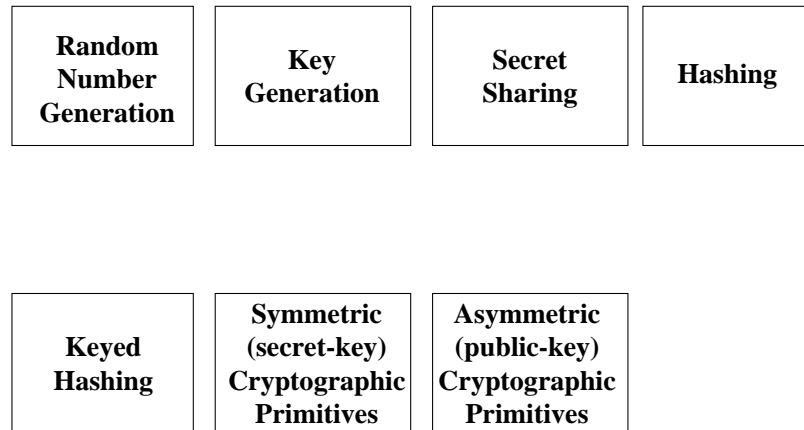 Random
Number
Generation
Key
Generation
Secret
Sharing
Hashing
Keyed
Hashing
Symmetric
(secret-key)
Cryptographic
Primitives
Asymmetric
(public-key)
Cryptographic
Primitives